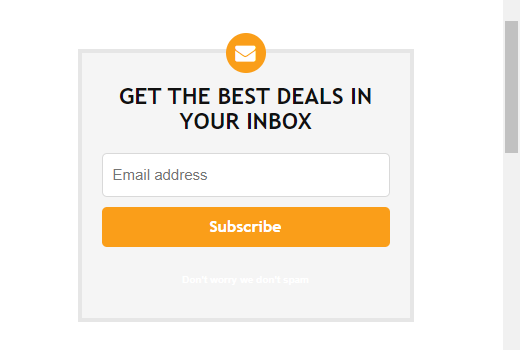 GET THE BEST DEALS IN
YOUR INBOX
Email address
Subscribe
Don't worry we don't spam